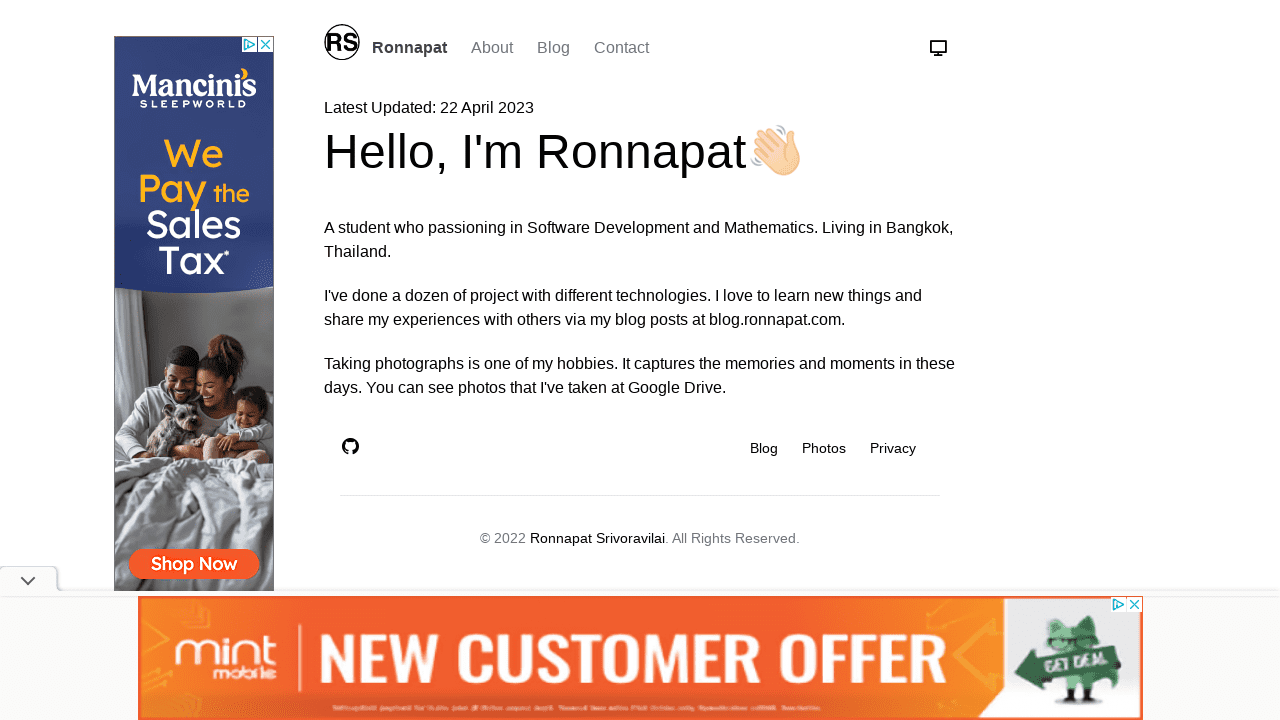 RS
Ronnapat About Blog Contact
Latest Updated: 22 April 2023
Hello, I'm Ronnapat👋🏻
A student who passioning in Software Development and Mathematics. Living in Bangkok,
Thailand.
I've done a dozen of project with different technologies. I love to learn new things and
share my experiences with others via my blog posts at blog.ronnapat.com.
Taking photographs is one of my hobbies. It captures the memories and moments in these
days. You can see photos that I've taken at Google Drive.
Blog Photos Privacy
© 2022 Ronnapat Srivoravilai. All Rights Reserved.
Mancini's
SLEEPWORLD
We
Pay the
Sales
Tax*
Shop Now
mint
mobile
NEW CUSTOMER OFFER
GET DEAL